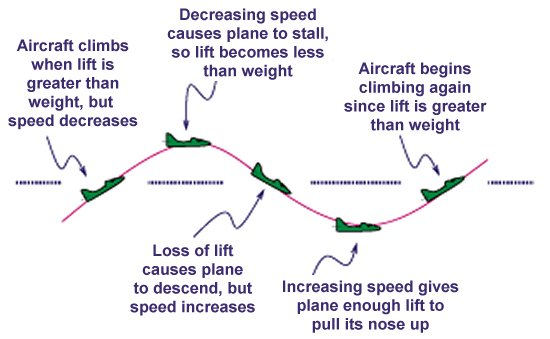 Aircraft climbs
when lift is
greater than
weight, but
speed decreases
Decreasing speed
causes plane to stall,
so lift becomes less
than weight
Loss of lift
causes plane
to descend, but
speed increases
Increasing speed gives
plane enough lift to
pull its nose up
Aircraft begins
climbing again
since lift is greater
than weight